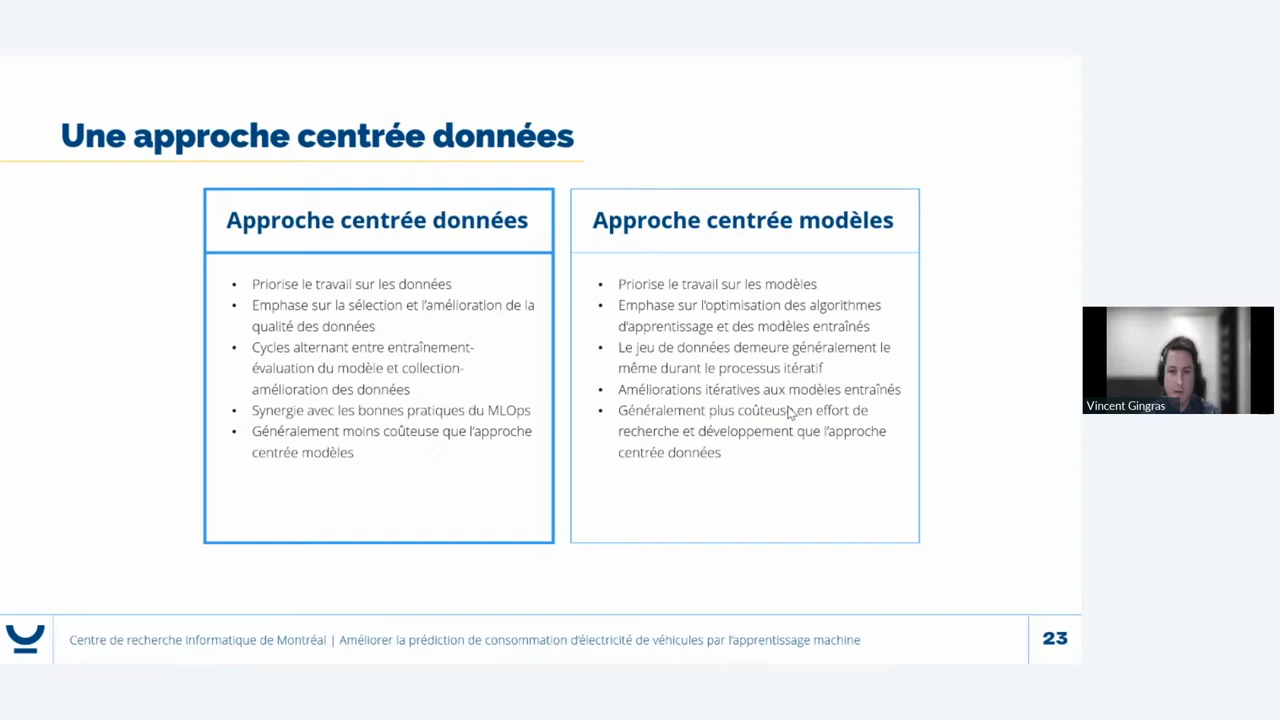 Une approche centrée données
Approche centrée données
• Priorise le travail sur les données
• Emphase sur la sélection et l'amélioration de la
qualité des données
• Cycles alternant entre entraînement-
évaluation du modèle et collection-
amélioration des données
• Synergie avec les bonnes pratiques du MLOps
• Généralement moins coûteuse que l'approche
centrée modèles
Approche centrée modèles
• Priorise le travail sur les modèles
• Emphase sur l'optimisation des algorithmes
d'apprentissage et des modèles entraînés
• Le jeu de données demeure généralement le
même durant le processus itératif
• Améliorations itératives aux modèles entraînés
• Généralement plus coûteuse en effort de
recherche et développement que l'approche
centrée données
Vincent Gingras
Centre de recherche informatique de Montréal | Améliorer la prédiction de consommation d'électricité de véhicules par l'apprentissage machine
23